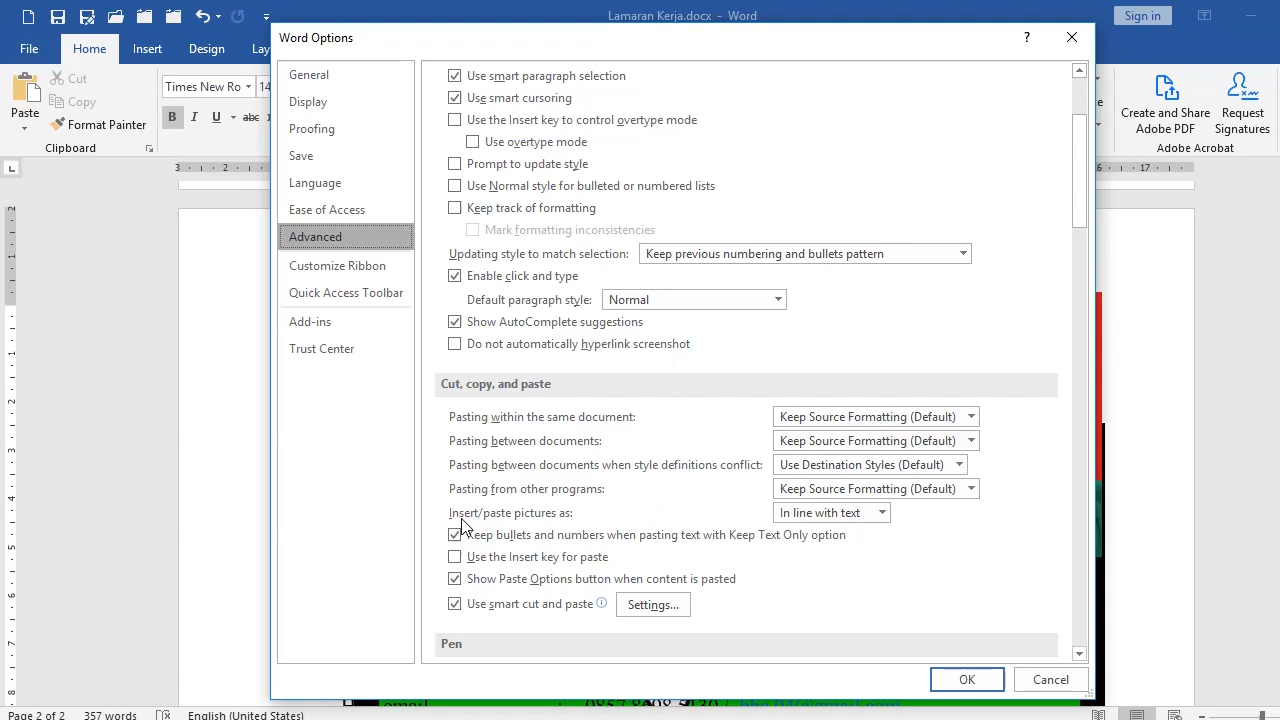 Lamaran Kerja.docx - Word
Sign in
File
Home
Insert
Design
Word Options
Paste
Cut
Copy
Format Painter
Clipboard
Times New Ro
14
B I U abc
Create and Share
Adobe PDF
Request
Signatures
Adobe Acrobat
General
Display
Proofing
Save
Language
Ease of Access
Advanced
Customize Ribbon
Quick Access Toolbar
Add-ins
Trust Center
Use smart paragraph selection
Use smart cursoring
Use the Insert key to control overtype mode
Use overtype mode
Prompt to update style
Use Normal style for bulleted or numbered lists
Keep track of formatting
Mark formatting inconsistencies
Updating style to match selection: Keep previous numbering and bullets pattern
Enable click and type
Default paragraph style: Normal
Show AutoComplete suggestions
Do not automatically hyperlink screenshot
Cut, copy, and paste
Pasting within the same document: Keep Source Formatting (Default)
Pasting between documents: Keep Source Formatting (Default)
Pasting between documents when style definitions conflict: Use Destination Styles (Default)
Pasting from other programs: Keep Source Formatting (Default)
Insert/paste pictures as: In line with text
Keep bullets and numbers when pasting text with Keep Text Only option
Use the Insert key for paste
Show Paste Options button when content is pasted
Use smart cut and paste Settings...
Pen
OK
Cancel
Page 2 of 2
357 words
English (United States)